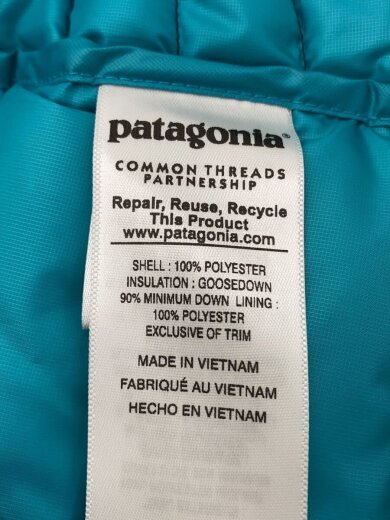 patagonia®
COMMON THREADS
PARTNERSHIP
Repair, Reuse, Recycle
This Product
www.patagonia.com
SHELL : 100% POLYESTER
INSULATION : GOOSEDOWN
90% MINIMUM DOWN LINING :
100% POLYESTER
EXCLUSIVE OF TRIM
MADE IN VIETNAM
FABRIQUÉ AU VIETNAM
HECHO EN VIETNAM